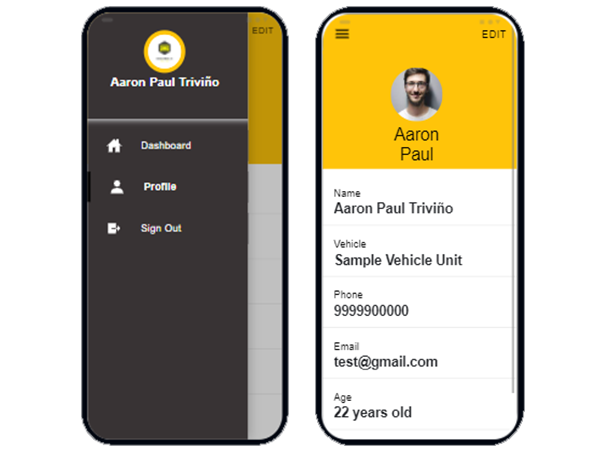 EDIT
Aaron Paul Triviño
Dashboard
Profile
Sign Out
EDIT
Aaron
Paul
Name
Aaron Paul Triviño
Vehicle
Sample Vehicle Unit
Phone
9999900000
Email
test@gmail.com
Age
22 years old